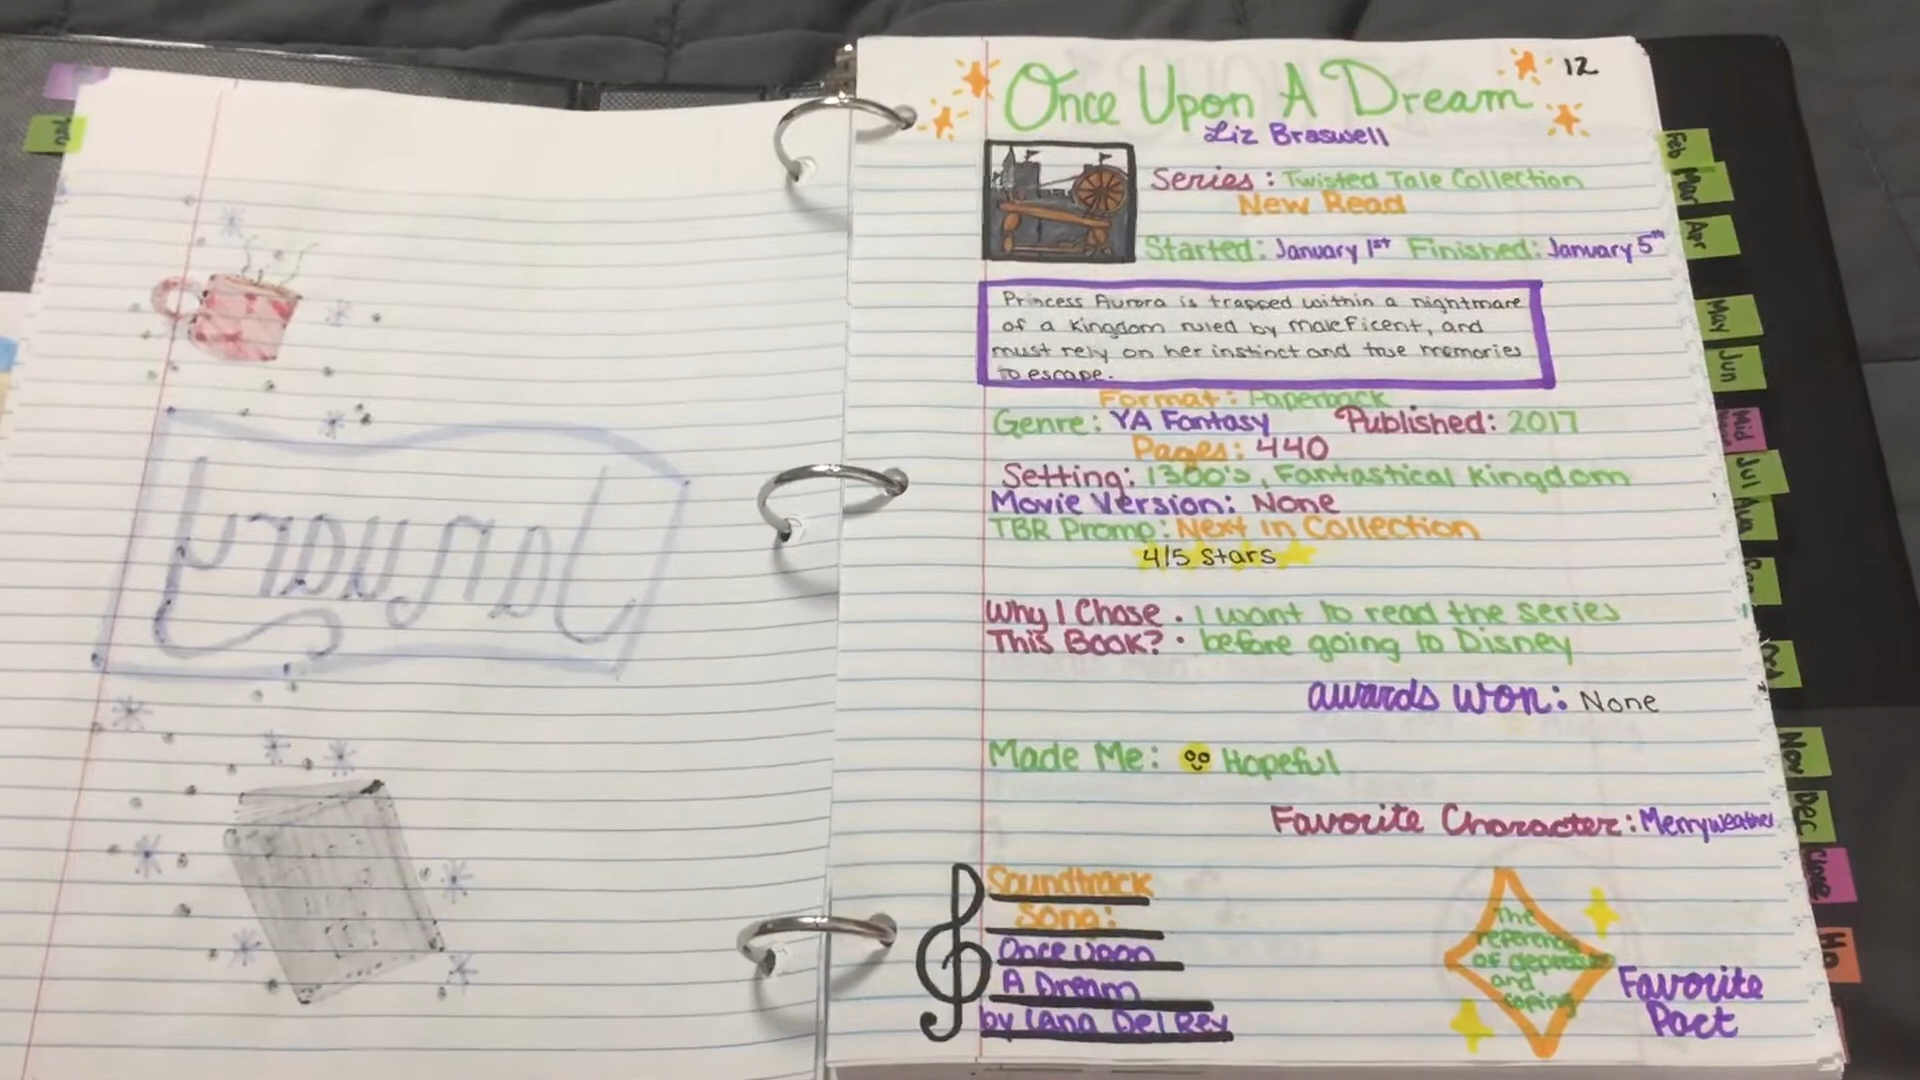 12
Once Upon A Dream
Liz Braswell
Series: Twisted Tale Collection
New Read
Started: January 1st Finished: January 5th
Princess Aurora is trapped within a nightmare
of a kingdom ruled by maleficent, and
must rely on her instinct and true memories
to escape.
Format: Paperback
Genre: YA Fantasy Published: 2017
Pages: 440
Setting: 1300's, Fantastical Kingdom
Movie Version: None
TBR Promp: Next In Collection
4/5 stars
Why I Chose · I want to read the series
This Book? · before going to Disney
awards won: None
Made Me: Hopeful
Favorite Character: Merryweather
Soundtrack
Song:
Once Upon
A Dream
by Lana Del Rey
The
reference
of depression
and
coping
Favorite
Part
January
Feb
Mar
Apr
May
Jun
Mid
Jul
Aug
Nov
Dec